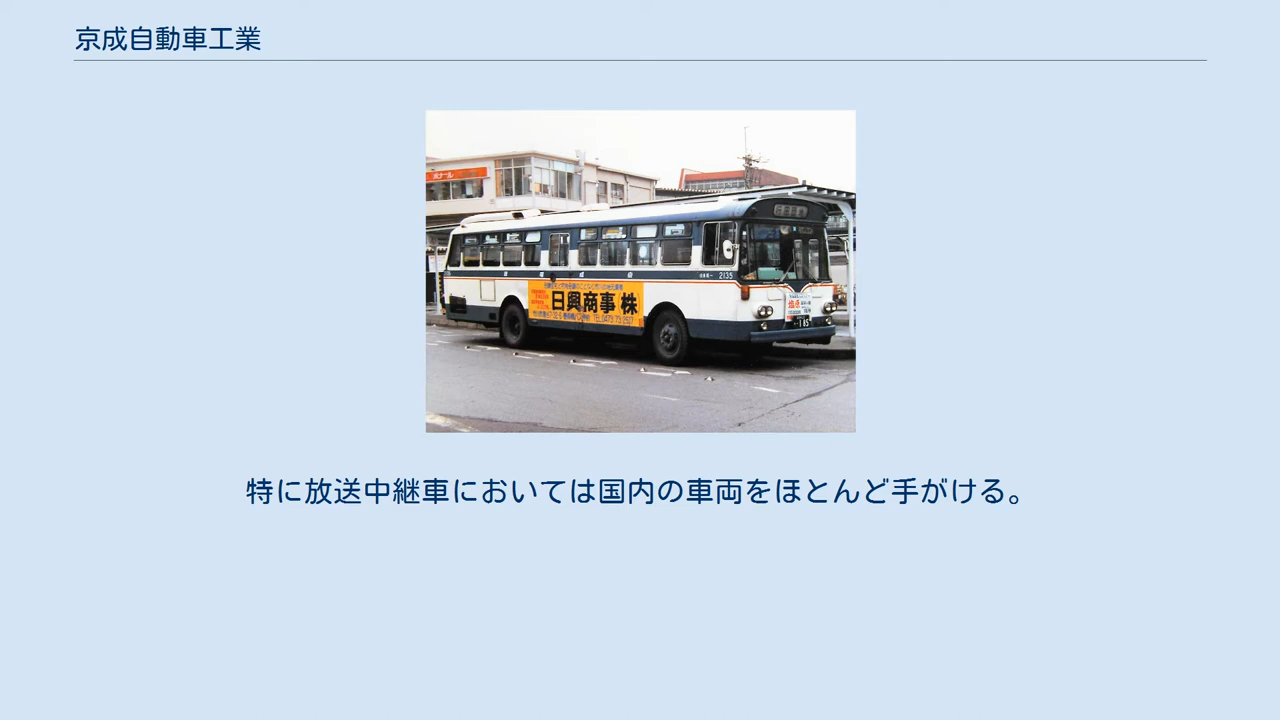 京成自動車工業
日興商事(株
2135
185
特に放送中継車においては国内の車両をほとんど手がける。